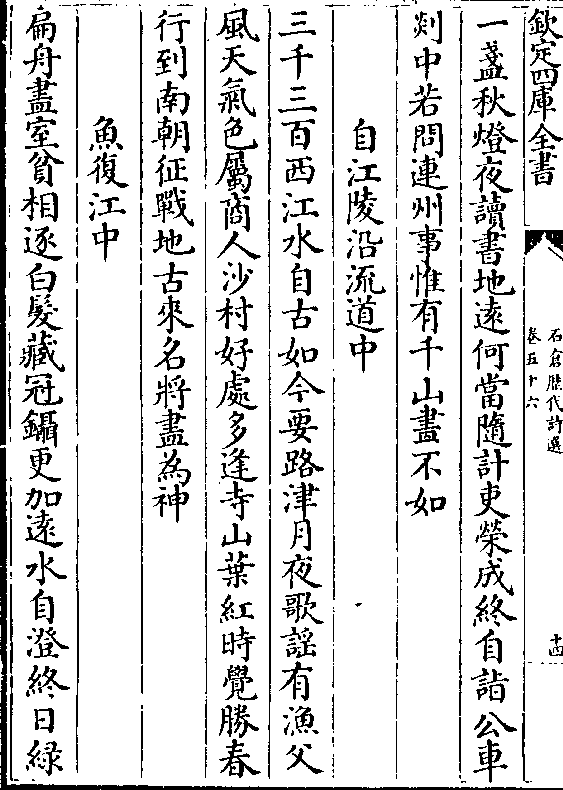 欽定四庫全書
石倉歷代詩選
卷五十六
十四
一盞秋燈夜讀書地遠何當隨計吏榮成終自詣公車
剡中若問連州事惟有千山畫不如
自江陵沿流道中
三千三百西江水自古如今要路津月夜歌謡有漁父
風天氣色屬商人沙村好處多逢寺山葉紅時覺勝春
行到南朝征戰地古來名將盡為神
魚復江中
扁舟盡室貧相逐白髮藏冠鑷更加遠水自澄終日綠